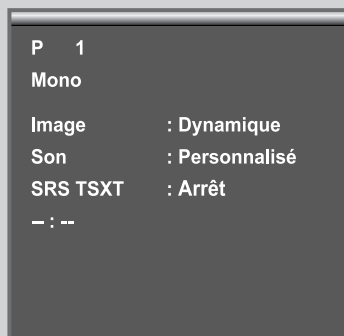 P 1
Mono
Image : Dynamique
Son : Personnalisé
SRS TSXT : Arrêt
– : --